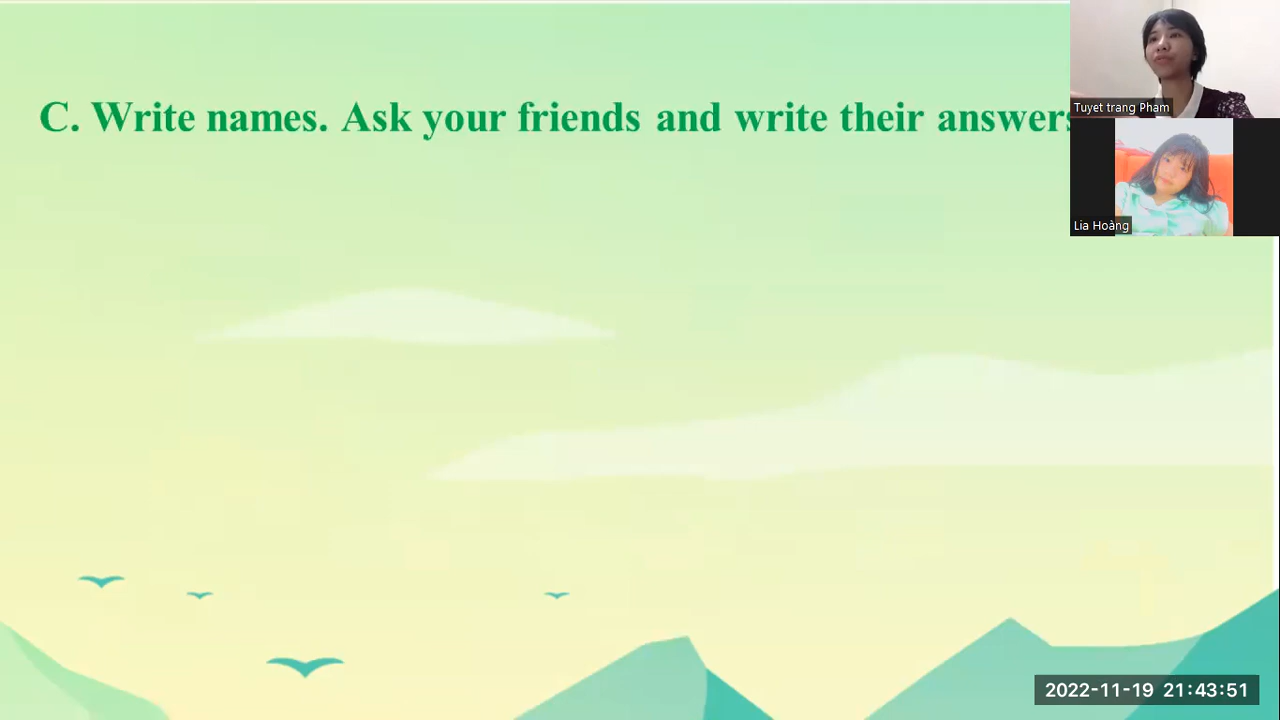 C. Write names. Ask your friends and write their answers
Tuyet trang Pham
Lia Hoàng
2022-11-19 21:43:51